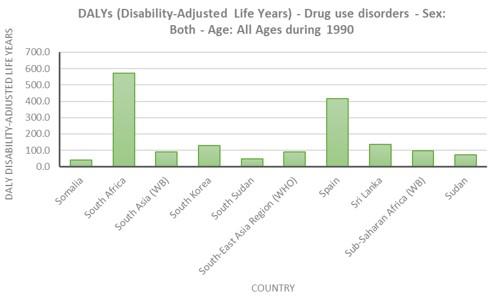 DALYs (Disability-Adjusted Life Years) - Drug use disorders - Sex:
Both - Age: All Ages during 1990
DALY DISABILITY-ADJUSTED LIFE YEARS
700.0
600.0
500.0
400.0
300.0
200.0
100.0
0.0
Somalia
South Africa
South Asia (WB)
South Korea
South Sudan
South-East Asia Region (WHO)
Spain
Sri Lanka
Sub-Saharan Africa (WB)
Sudan
COUNTRY